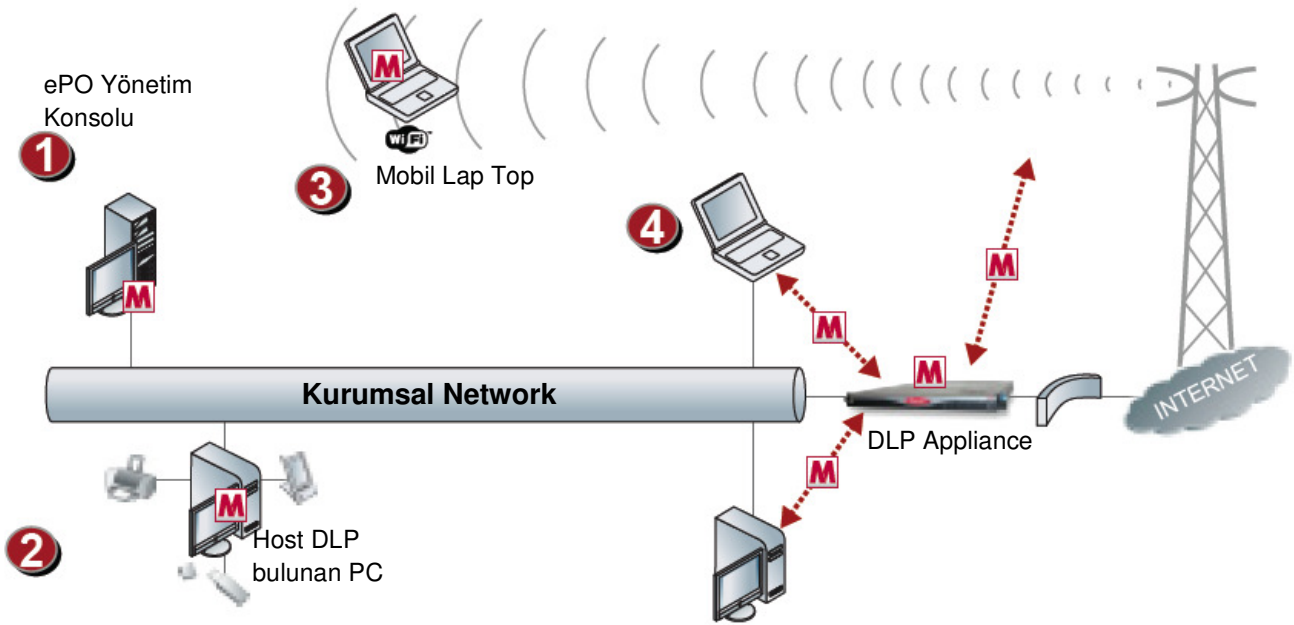 ePO Yönetim
Konsolu
1
M
WiFi
3
Mobil Lap Top
4
M
M
M
M
Kurumsal Network
DLP Appliance
INTERNET
M
M
2
Host DLP
bulunan PC